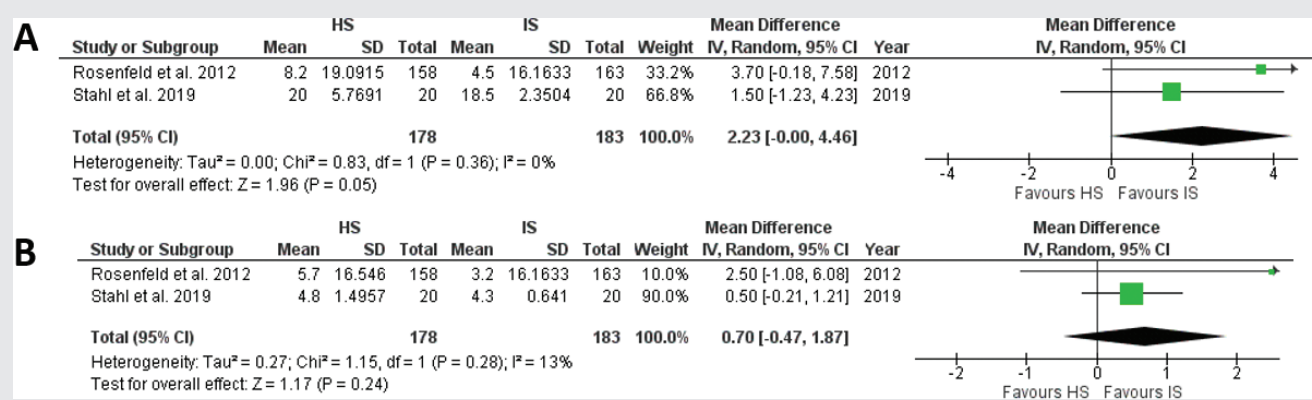 A
HS IS Mean Difference Mean Difference
Study or Subgroup Mean SD Total Mean SD Total Weight IV, Random, 95% CI Year IV, Random, 95% CI
Rosenfeld et al. 2012 8.2 19.0915 158 4.5 16.1633 163 33.2% 3.70 [-0.18, 7.58] 2012
Stahl et al. 2019 20 5.7691 20 18.5 2.3504 20 66.8% 1.50 [-1.23, 4.23] 2019
Total (95% CI) 178 183 100.0% 2.23 [-0.00, 4.46]
Heterogeneity: Tau² = 0.00; Chi² = 0.83, df = 1 (P = 0.36); I² = 0%
Test for overall effect: Z = 1.96 (P = 0.05)
-4 -2 0 2 4
Favours HS Favours IS
B
HS IS Mean Difference Mean Difference
Study or Subgroup Mean SD Total Mean SD Total Weight IV, Random, 95% CI Year IV, Random, 95% CI
Rosenfeld et al. 2012 5.7 16.546 158 3.2 16.1633 163 10.0% 2.50 [-1.08, 6.08] 2012
Stahl et al. 2019 4.8 1.4957 20 4.3 0.641 20 90.0% 0.50 [-0.21, 1.21] 2019
Total (95% CI) 178 183 100.0% 0.70 [-0.47, 1.87]
Heterogeneity: Tau² = 0.27; Chi² = 1.15, df = 1 (P = 0.28); I² = 13%
Test for overall effect: Z = 1.17 (P = 0.24)
-2 -1 0 1 2
Favours HS Favours IS